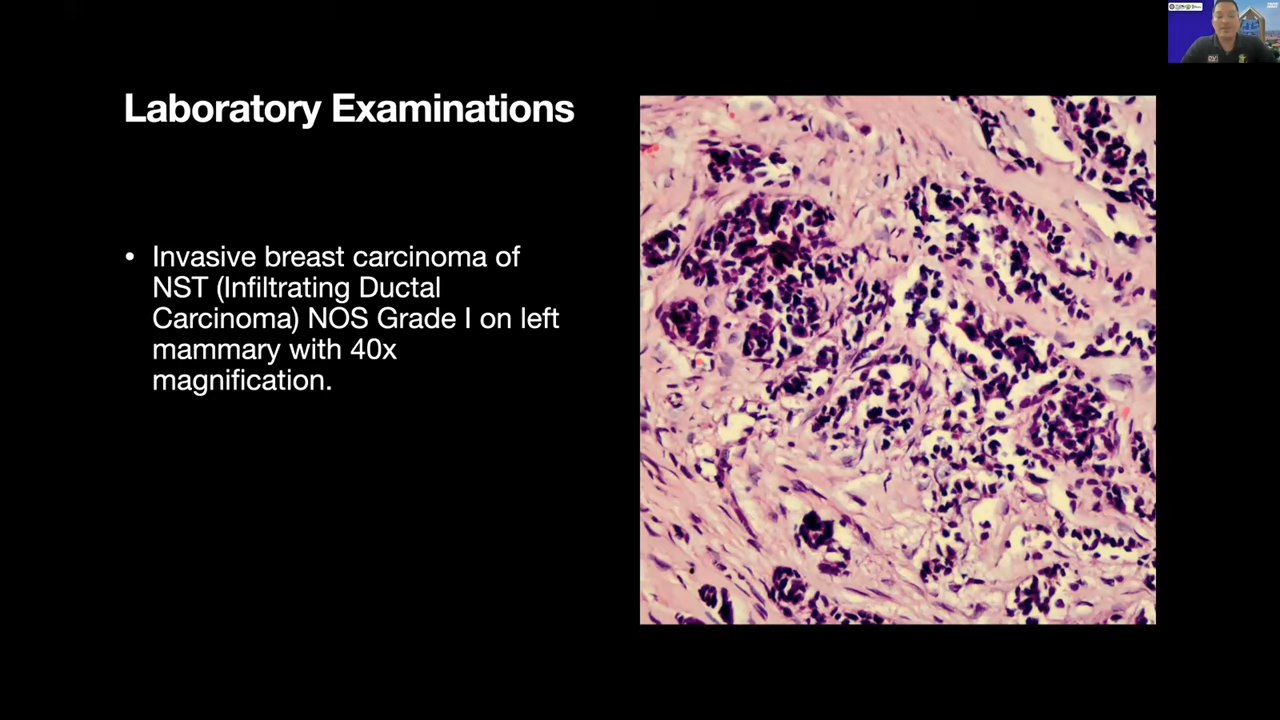 Laboratory Examinations
• Invasive breast carcinoma of
NST (Infiltrating Ductal
Carcinoma) NOS Grade I on left
mammary with 40x
magnification.